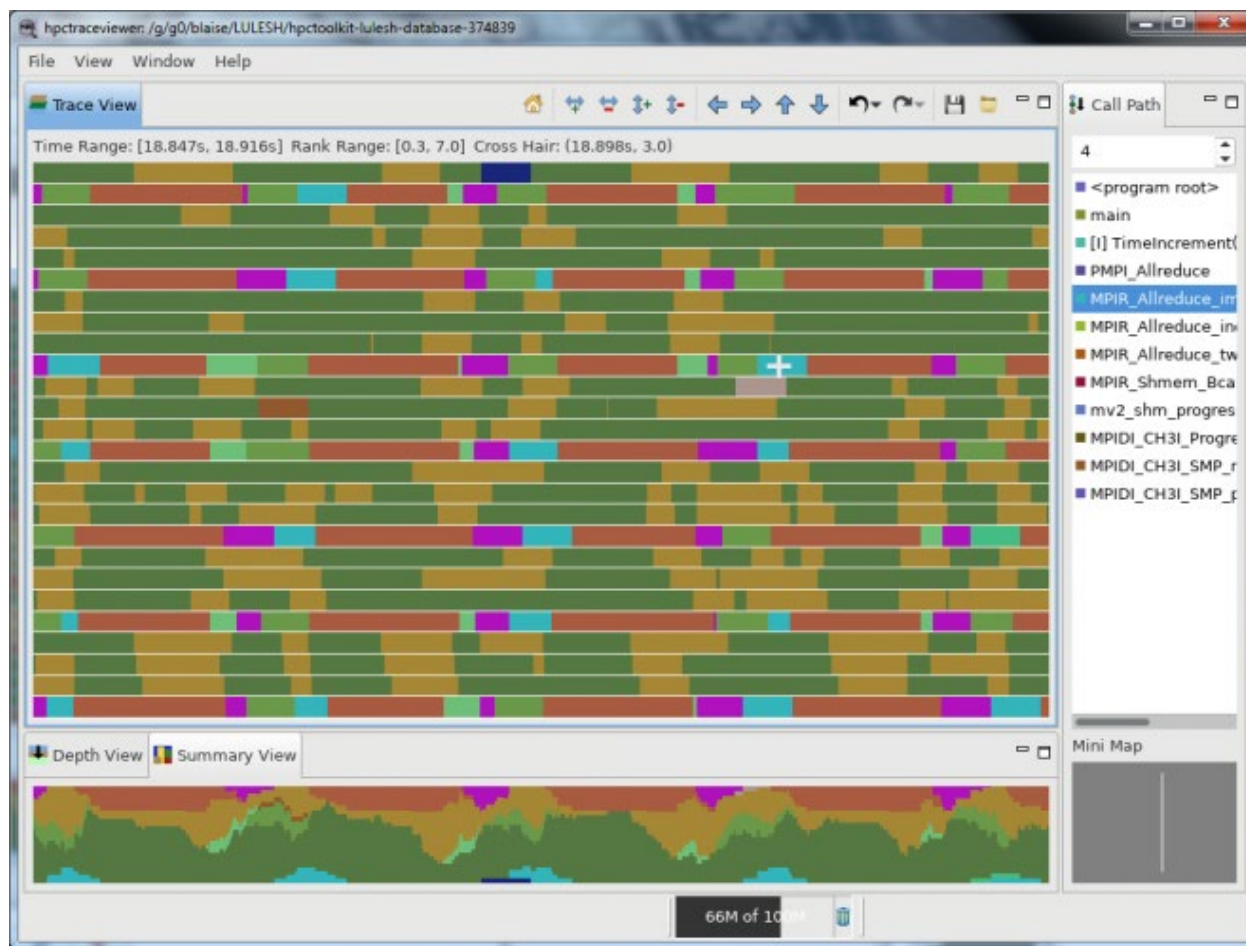 hpctraceviewer: /g/g0/blaise/LULESH/hpctoolkit-lulesh-database-374839
File View Window Help
Trace View
Call Path
Time Range: [18.847s, 18.916s] Rank Range: [0.3, 7.0] Cross Hair: (18.898s, 3.0)
4
<program root>
main
[I] TimeIncrement(
PMPI_Allreduce
MPIR_Allreduce_im
MPIR_Allreduce_in
MPIR_Allreduce_tw
MPIR_Shmem_Bca
mv2_shm_progres
MPIDI_CH3I_Progre
MPIDI_CH3I_SMP_r
MPIDI_CH3I_SMP_p
Depth View Summary View
Mini Map
66M of 100M